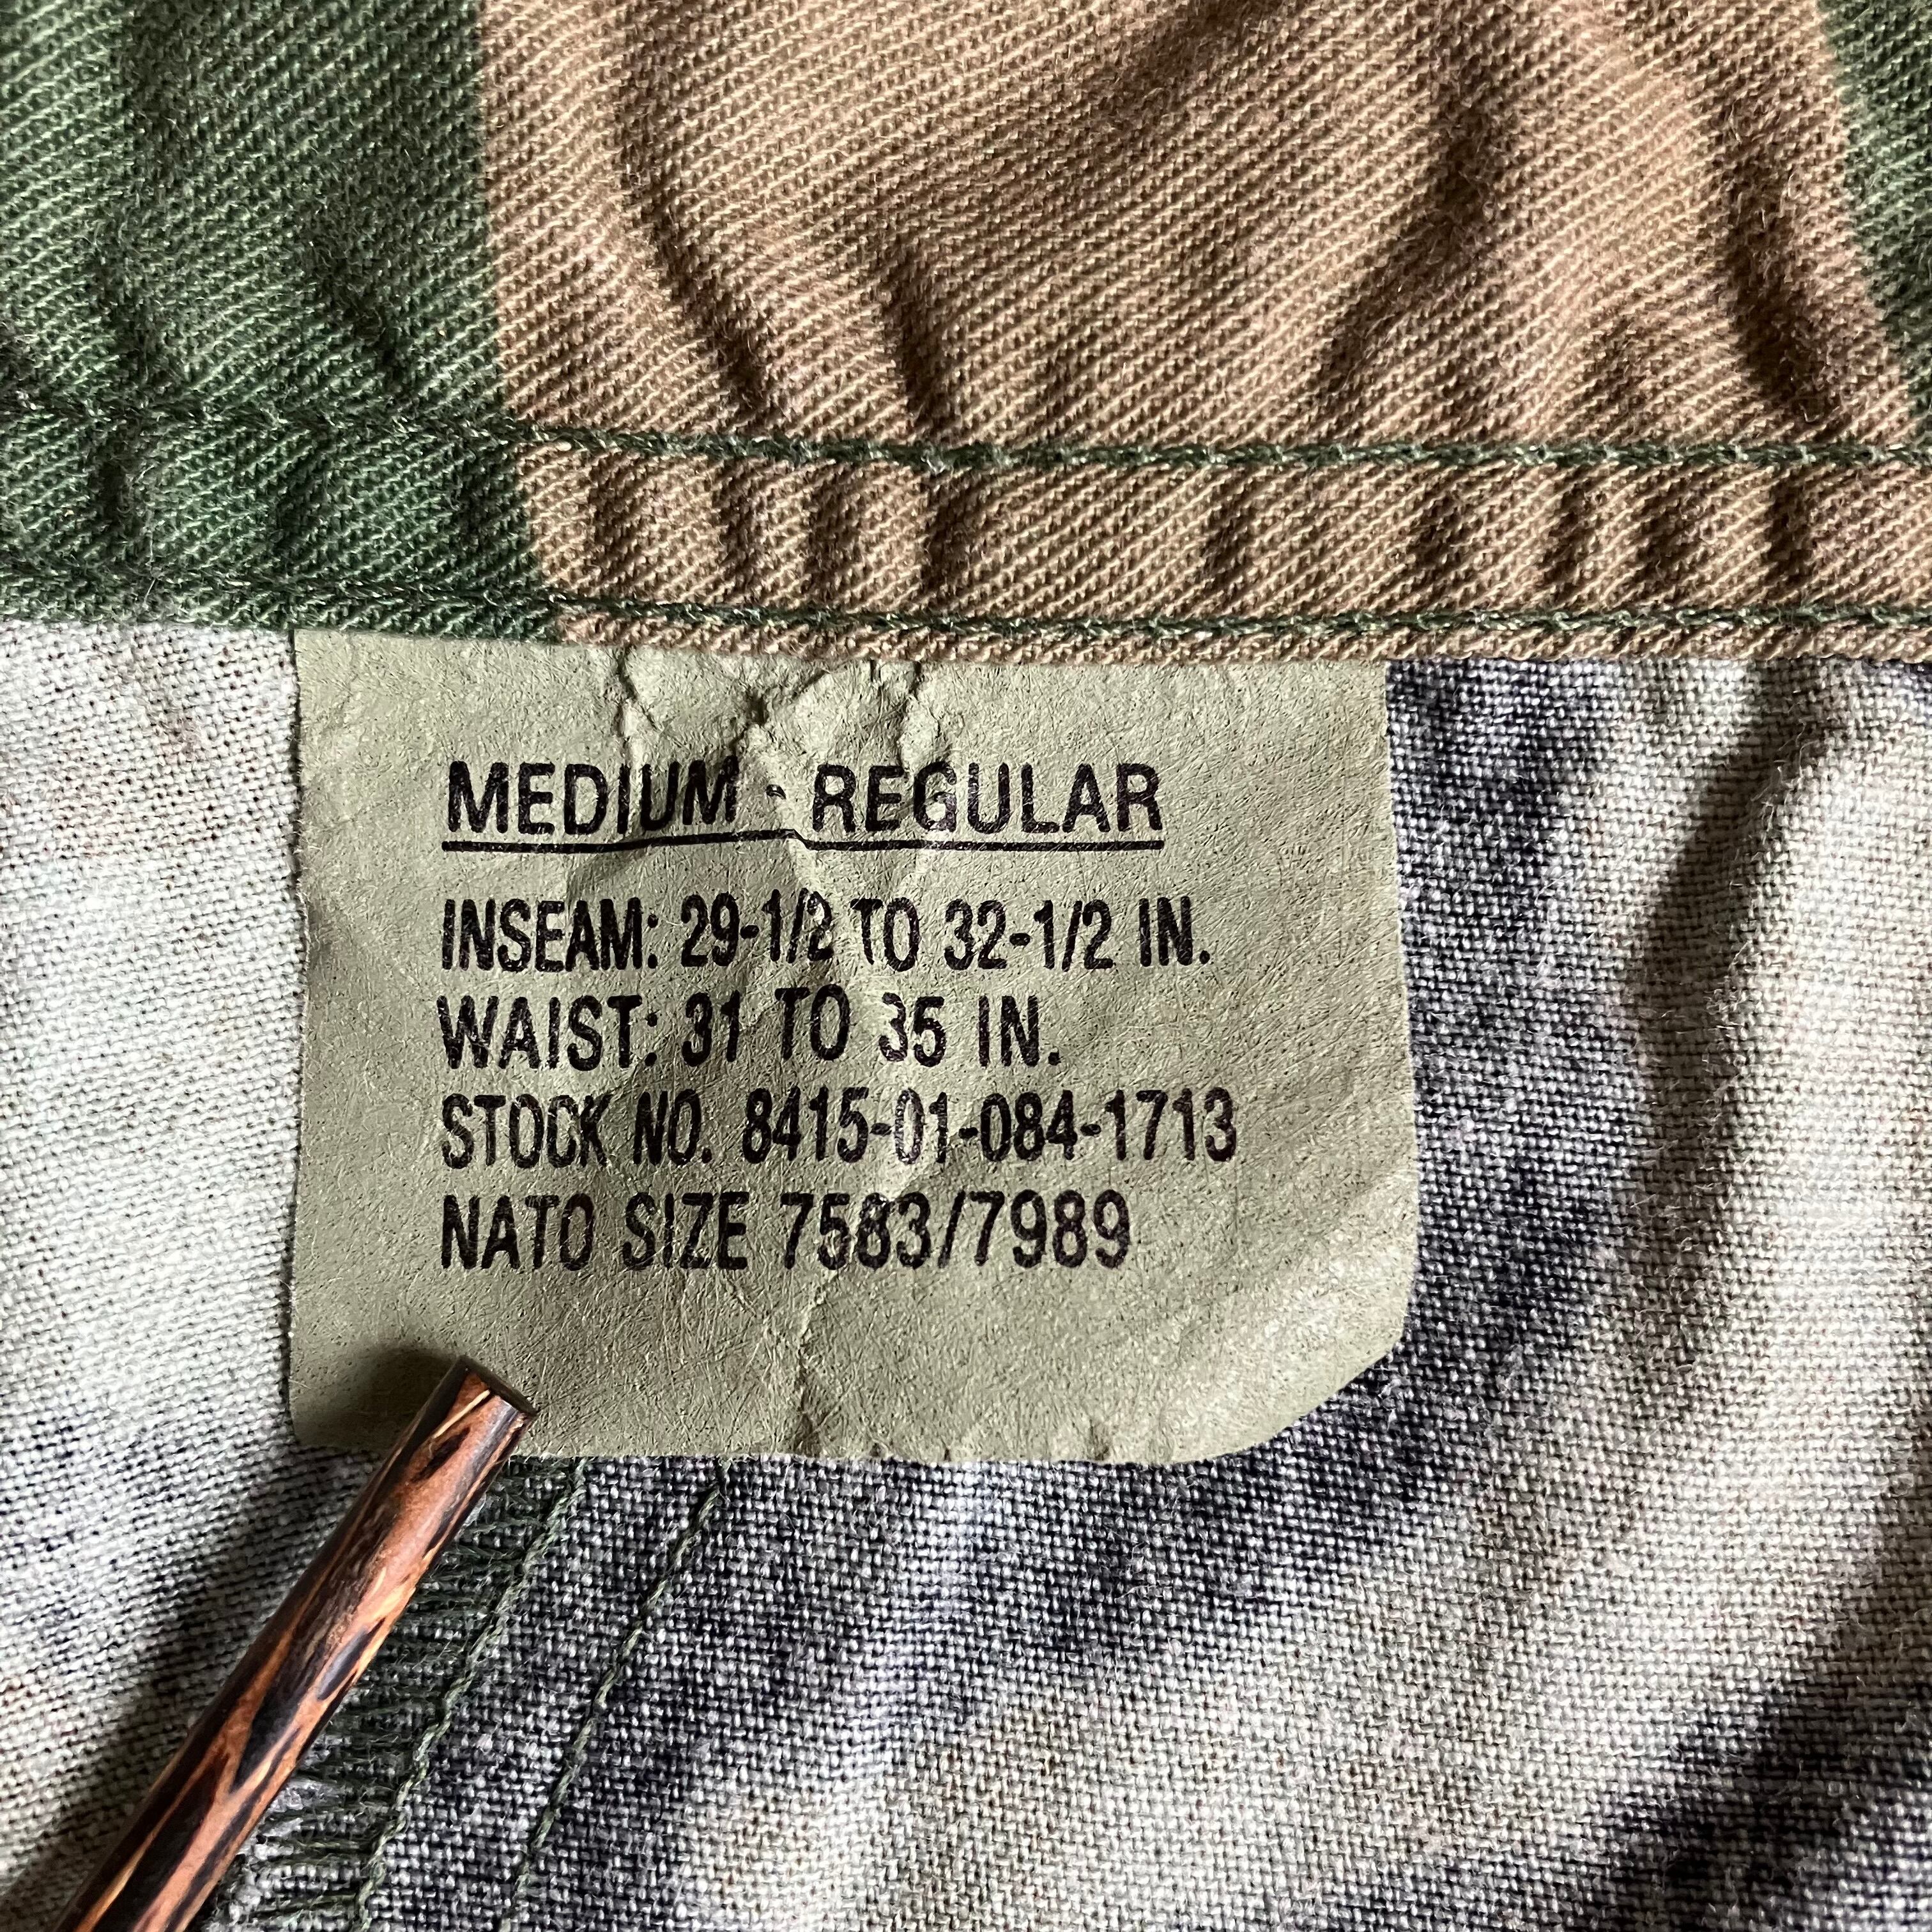 MEDIUM - REGULAR
INSEAM: 29-1/2 TO 32-1/2 IN.
WAIST: 31 TO 35 IN.
STOCK NO. 8415-01-084-1713
NATO SIZE 7583/7989